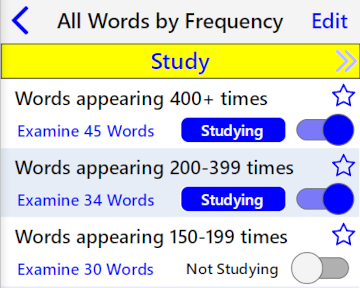 All Words by Frequency Edit
Study
Words appearing 400+ times
Examine 45 Words Studying
Words appearing 200-399 times
Examine 34 Words Studying
Words appearing 150-199 times
Examine 30 Words Not Studying